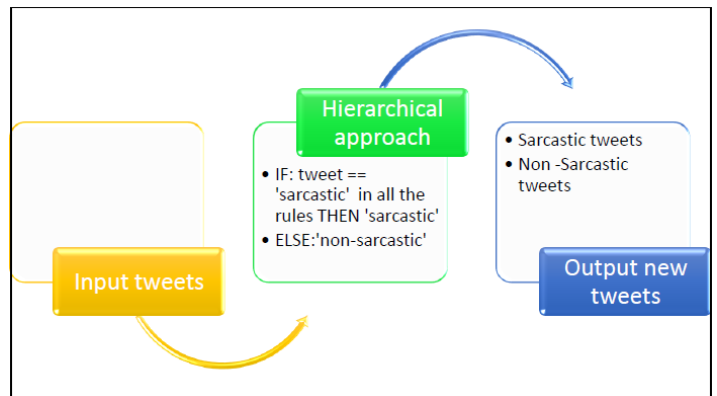 Input tweets
Hierarchical
approach
• IF: tweet ==
'sarcastic' in all the
rules THEN 'sarcastic'
• ELSE:'non-sarcastic'
• Sarcastic tweets
• Non -Sarcastic
tweets
Output new
tweets